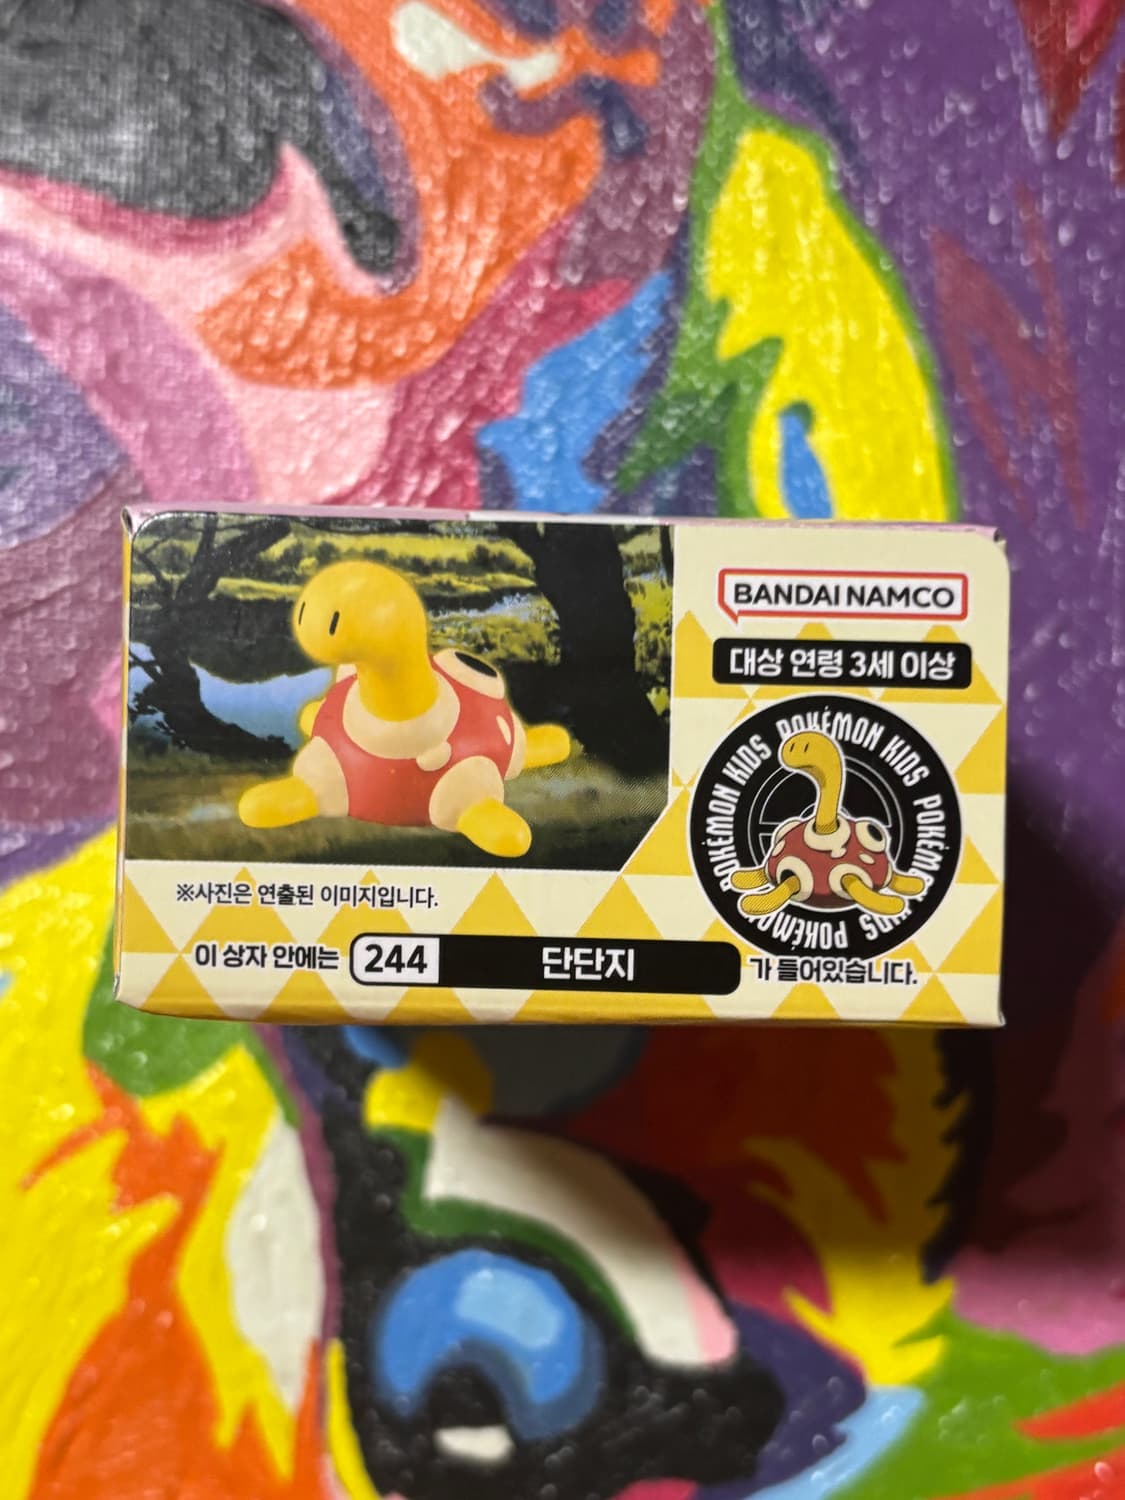 BANDAI NAMCO
대상 연령 3세 이상
POKÉMON KIDS POKÉMON KIDS POKÉMON KIDS POKÉMON KIDS
※사진은 연출된 이미지입니다.
이 상자 안에는 244 단단지 가 들어있습니다.